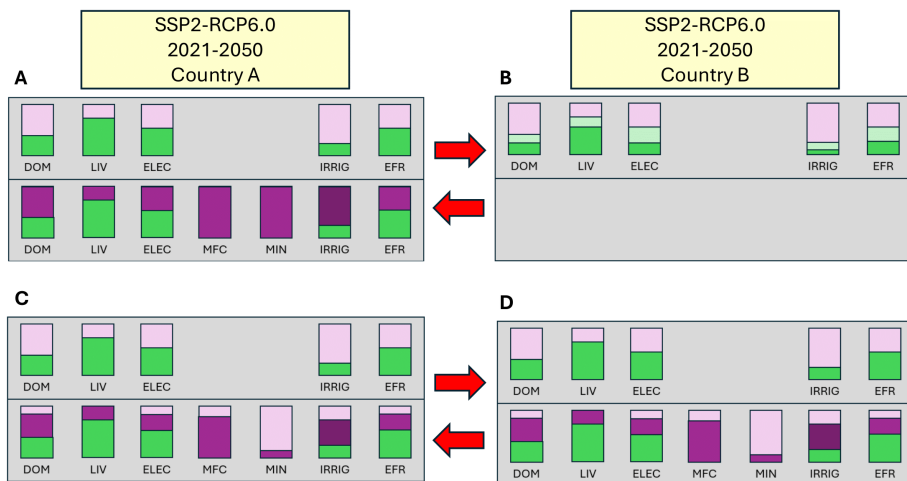 SSP2-RCP6.0
2021-2050
Country A
SSP2-RCP6.0
2021-2050
Country B
A
B
DOM LIV ELEC IRRIG EFR
DOM LIV ELEC IRRIG EFR
DOM LIV ELEC MFC MIN IRRIG EFR
C
D
DOM LIV ELEC IRRIG EFR
DOM LIV ELEC IRRIG EFR
DOM LIV ELEC MFC MIN IRRIG EFR
DOM LIV ELEC MFC MIN IRRIG EFR